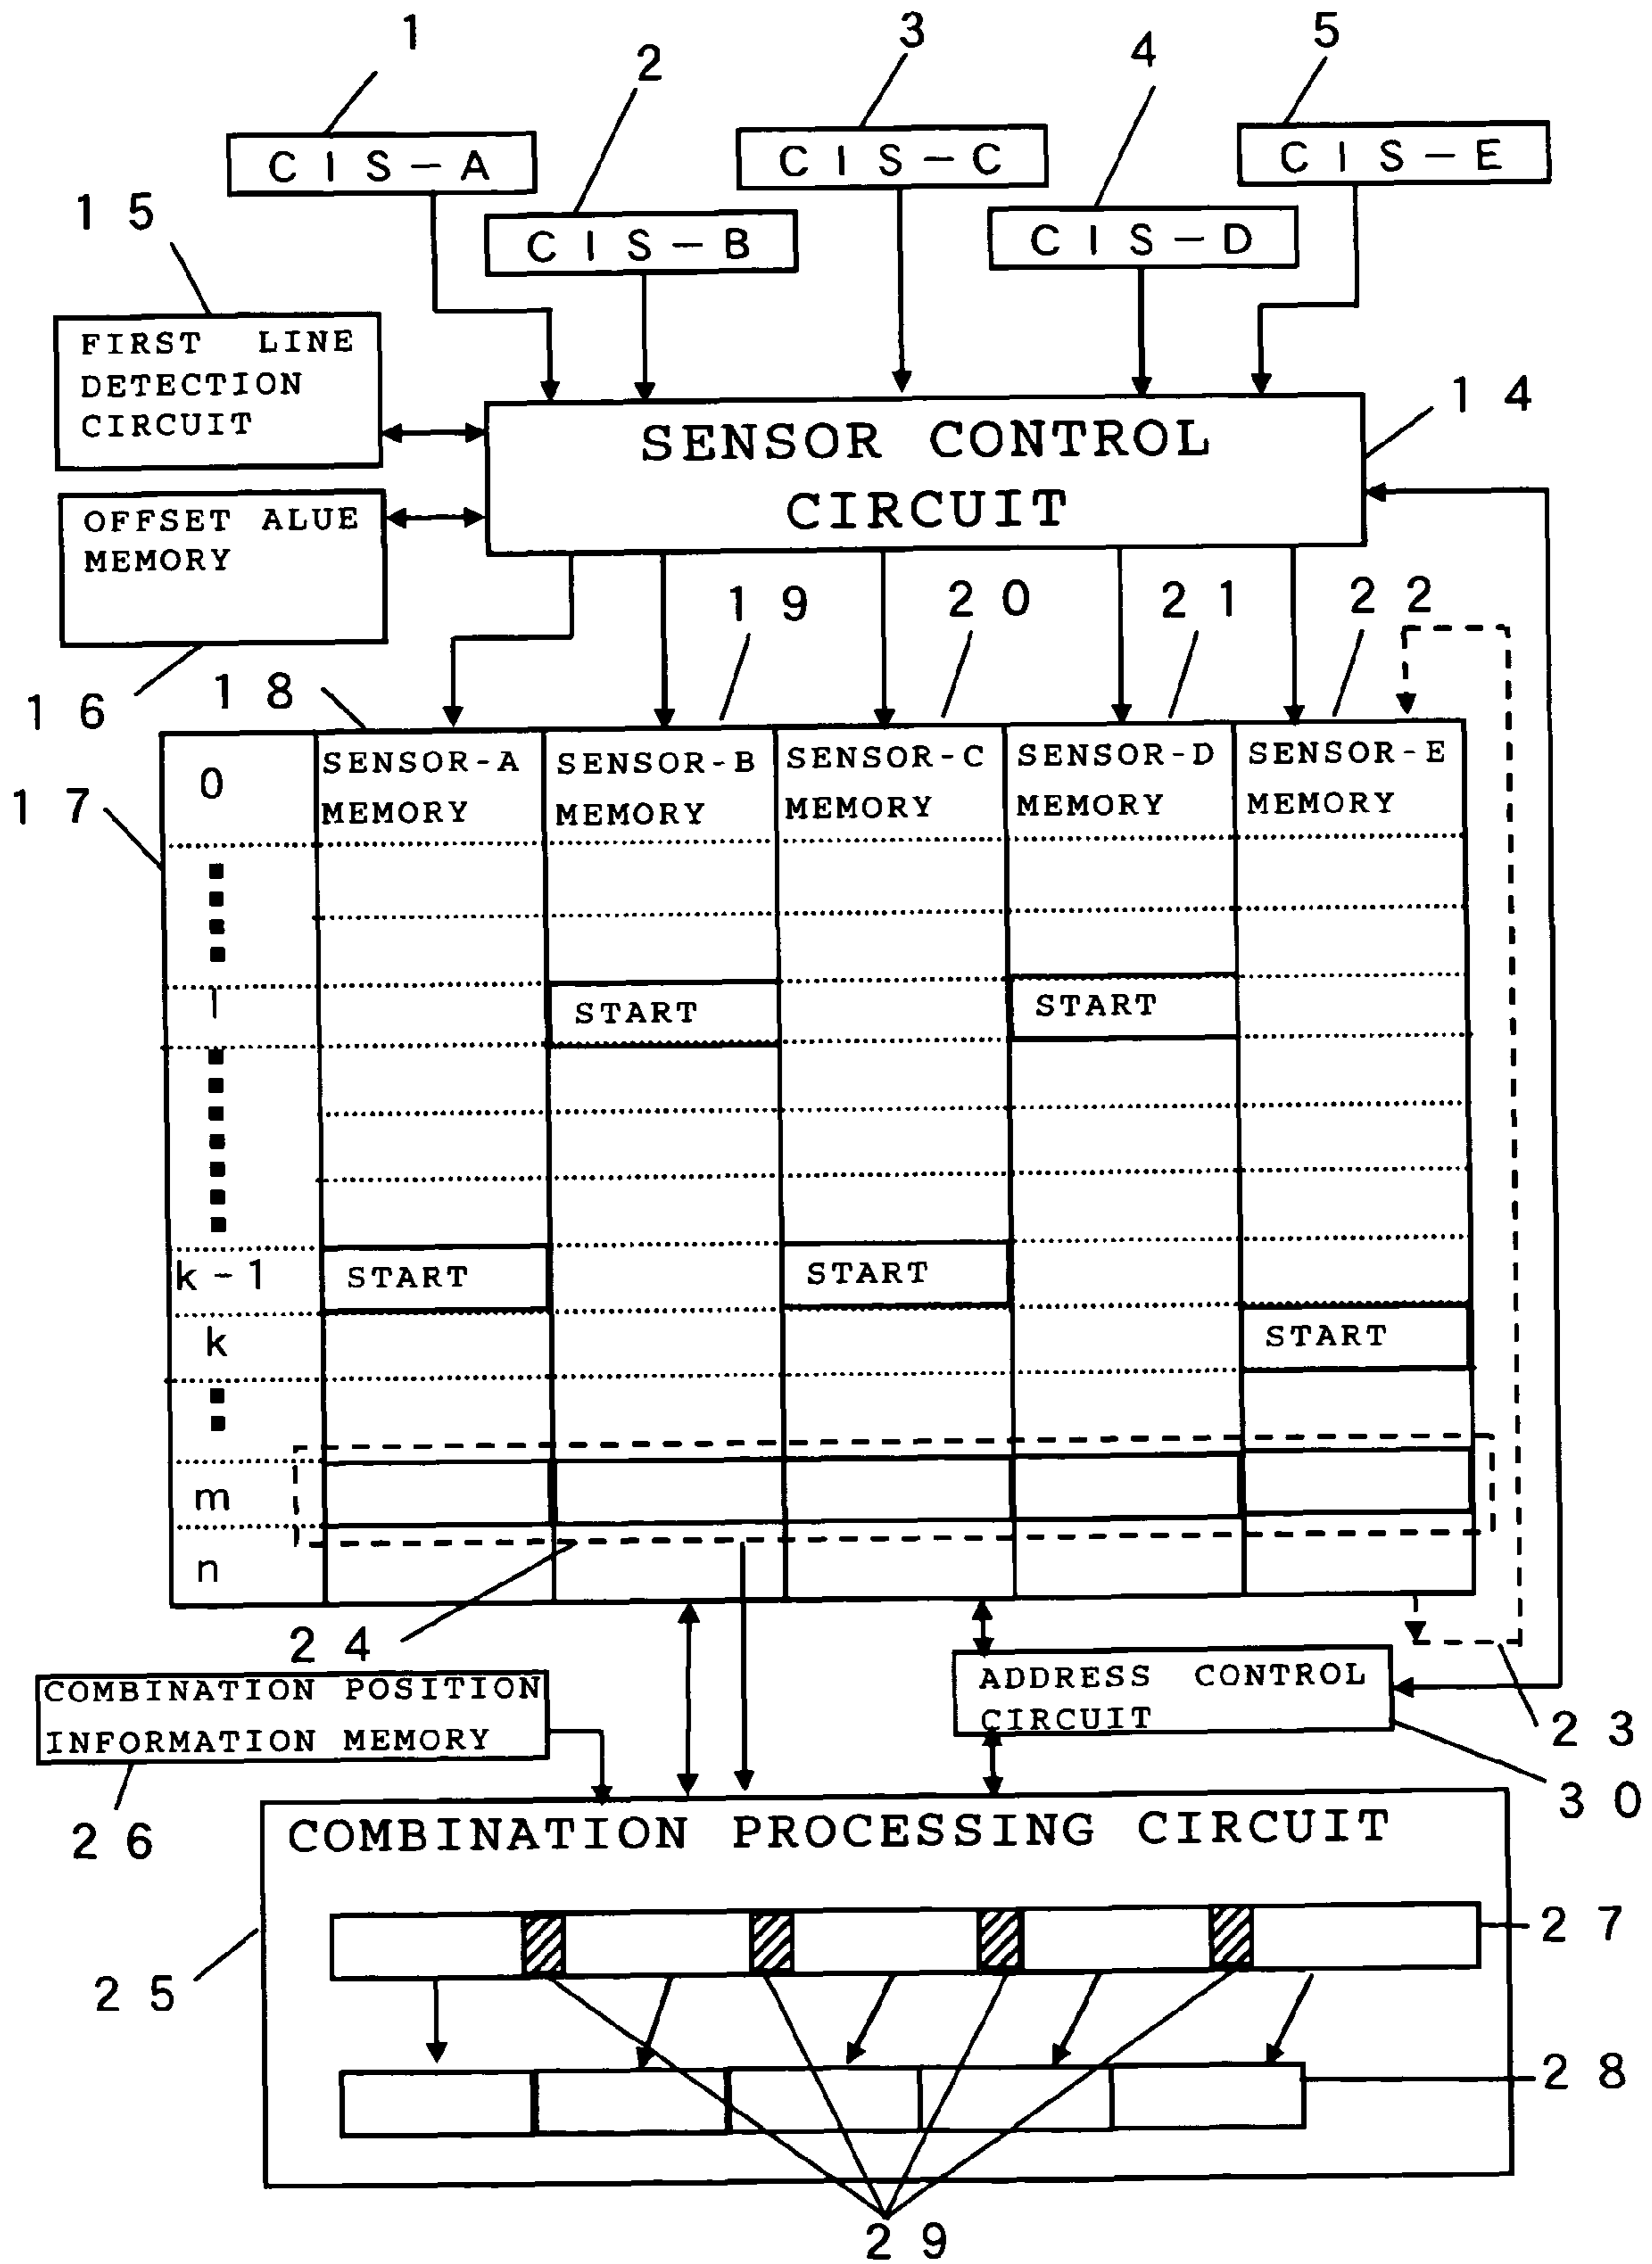 1
2
3
4
5
CIS-A
CIS-B
CIS-C
CIS-D
CIS-E
15
FIRST LINE
DETECTION
CIRCUIT
14
SENSOR CONTROL
CIRCUIT
OFFSET ALUE
MEMORY
16
18
19
20
21
22
17
0
SENSOR-A
MEMORY
SENSOR-B
MEMORY
SENSOR-C
MEMORY
SENSOR-D
MEMORY
SENSOR-E
MEMORY
l
START
START
k-1
START
START
k
START
m
n
24
COMBINATION POSITION
INFORMATION MEMORY
26
ADDRESS CONTROL
CIRCUIT
23
30
COMBINATION PROCESSING CIRCUIT
25
27
28
29